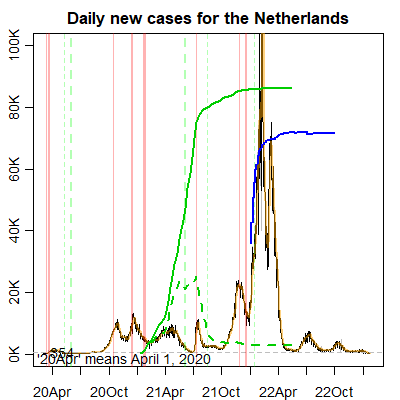 Daily new cases for the Netherlands
100K
80K
60K
40K
20K
0K
354
'20Apr' means April 1, 2020
20Apr
20Oct
21Apr
21Oct
22Apr
22Oct